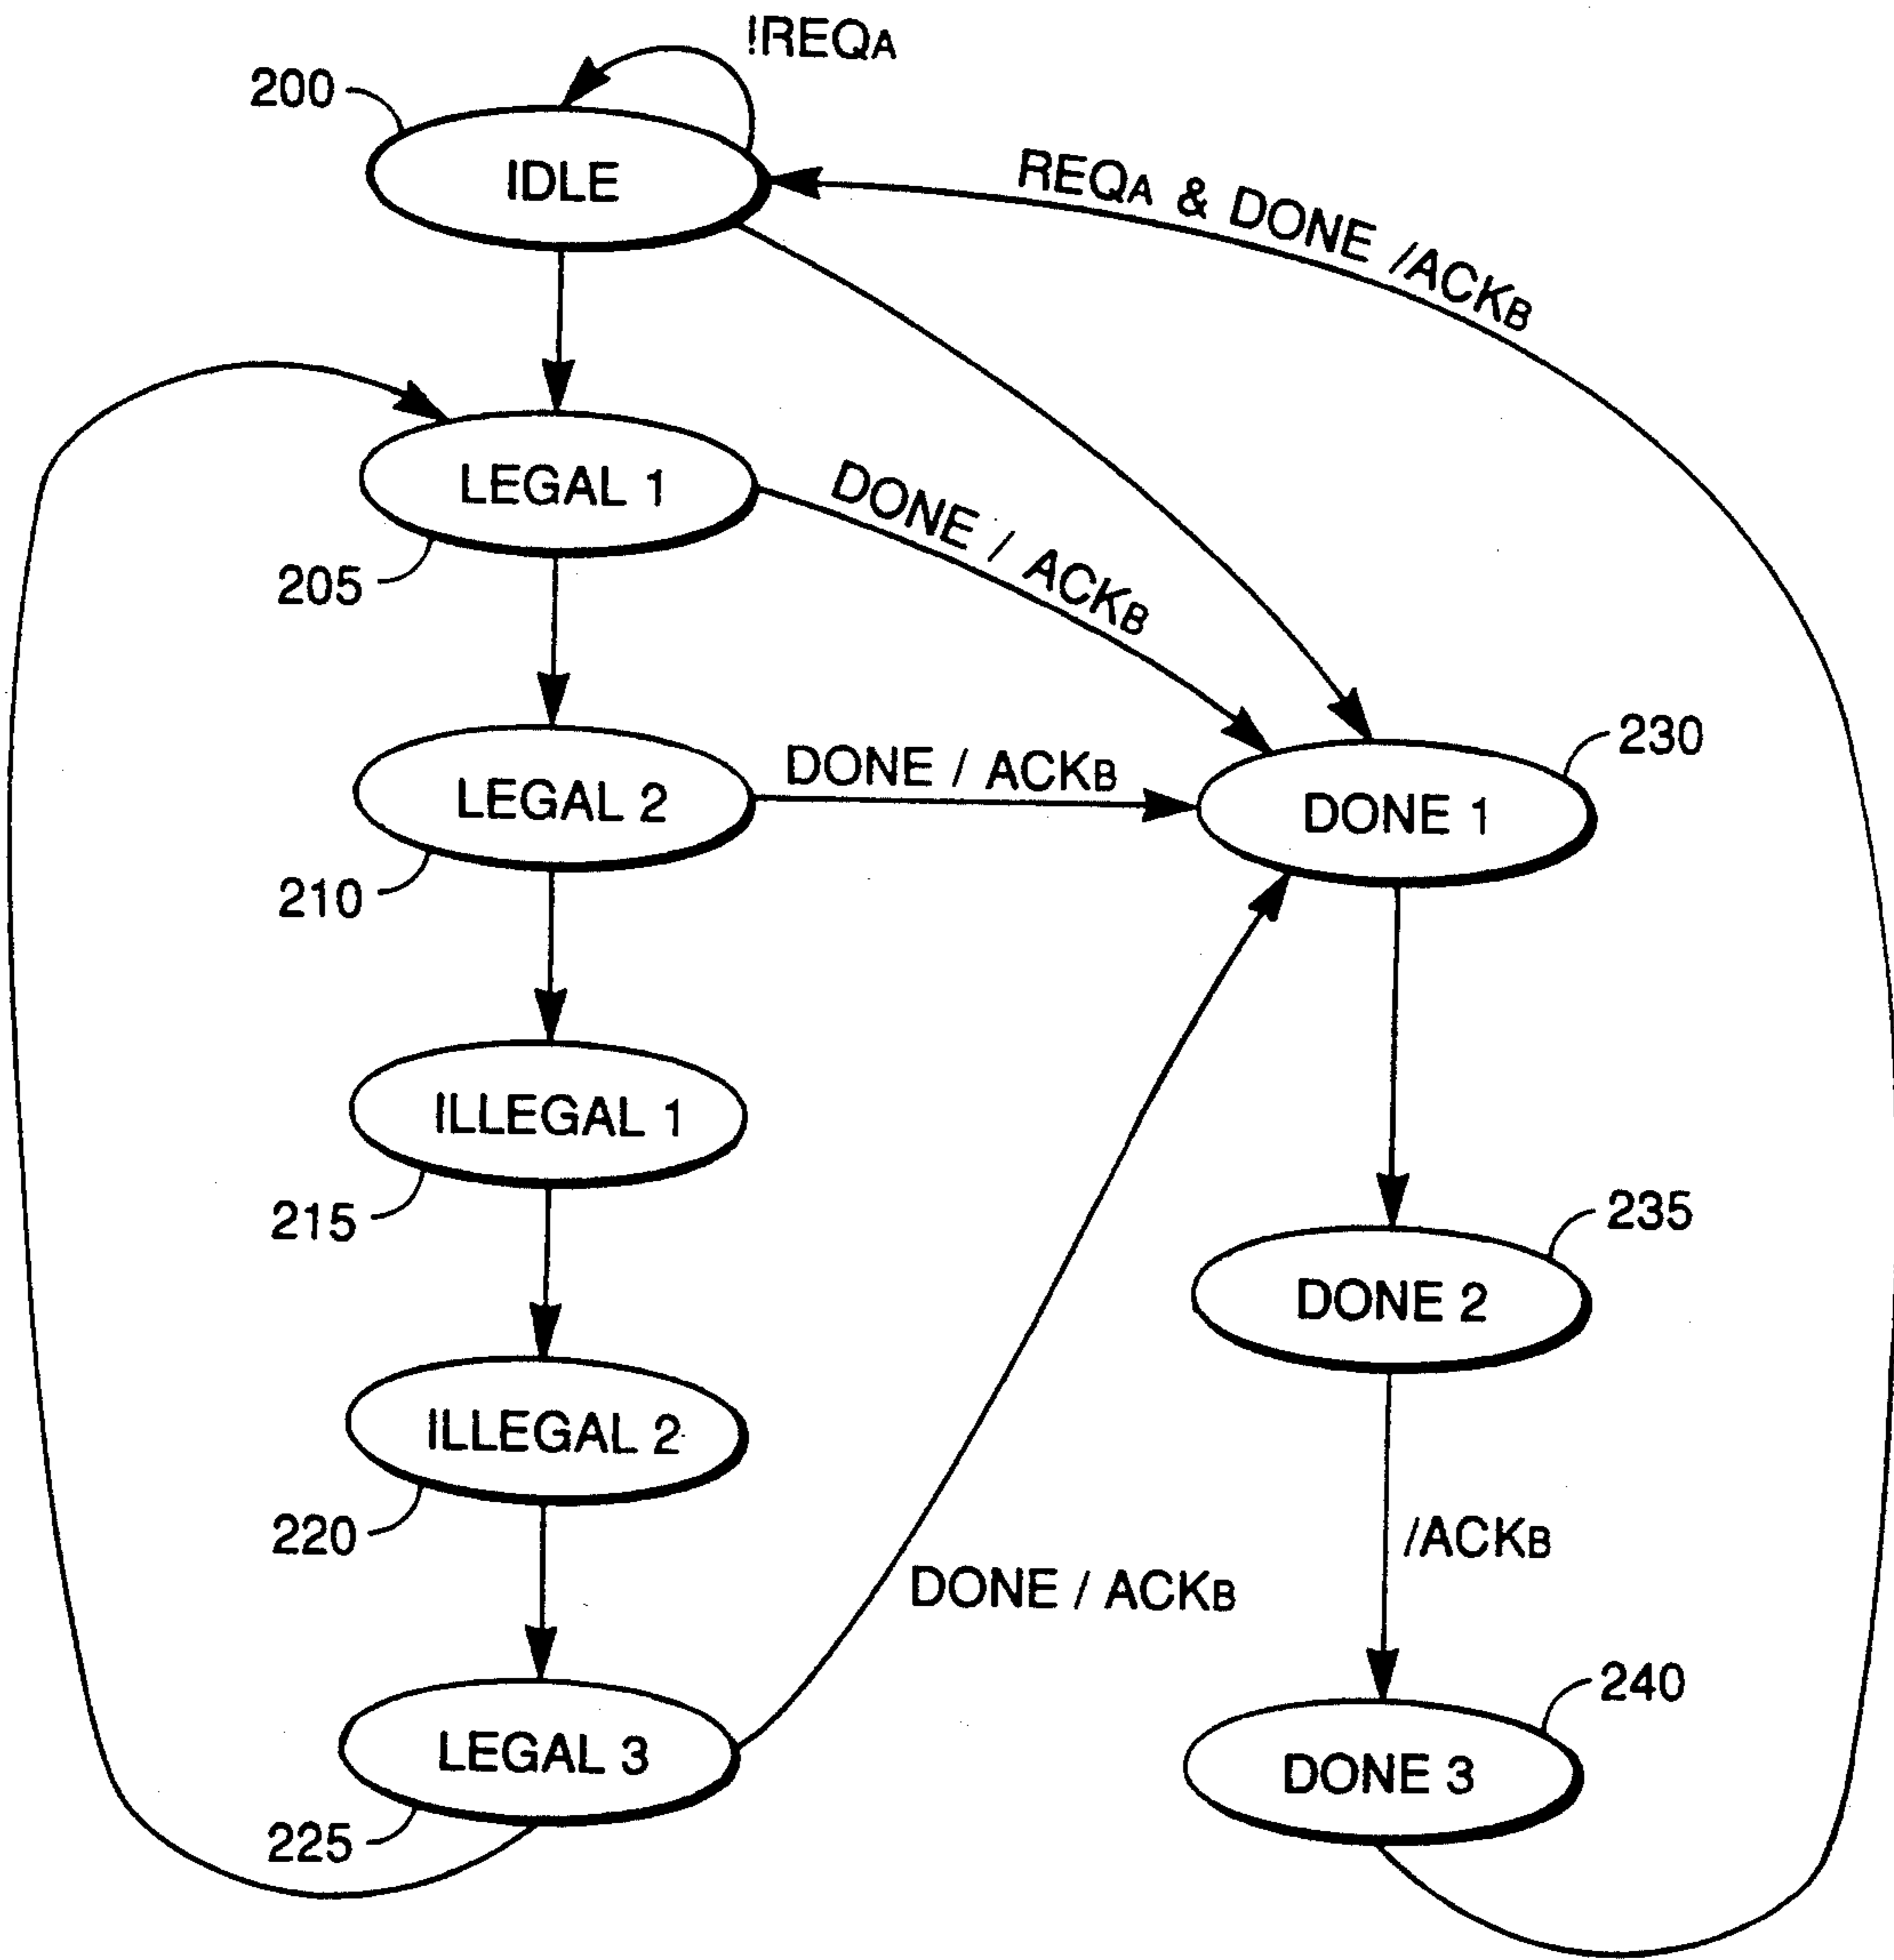 !REQA
200
IDLE
REQA & DONE /ACKB
LEGAL 1
205
DONE / ACKB
LEGAL 2
210
DONE / ACKB
230
DONE 1
ILLEGAL 1
215
235
DONE 2
ILLEGAL 2
220
/ACKB
DONE / ACKB
LEGAL 3
225
240
DONE 3